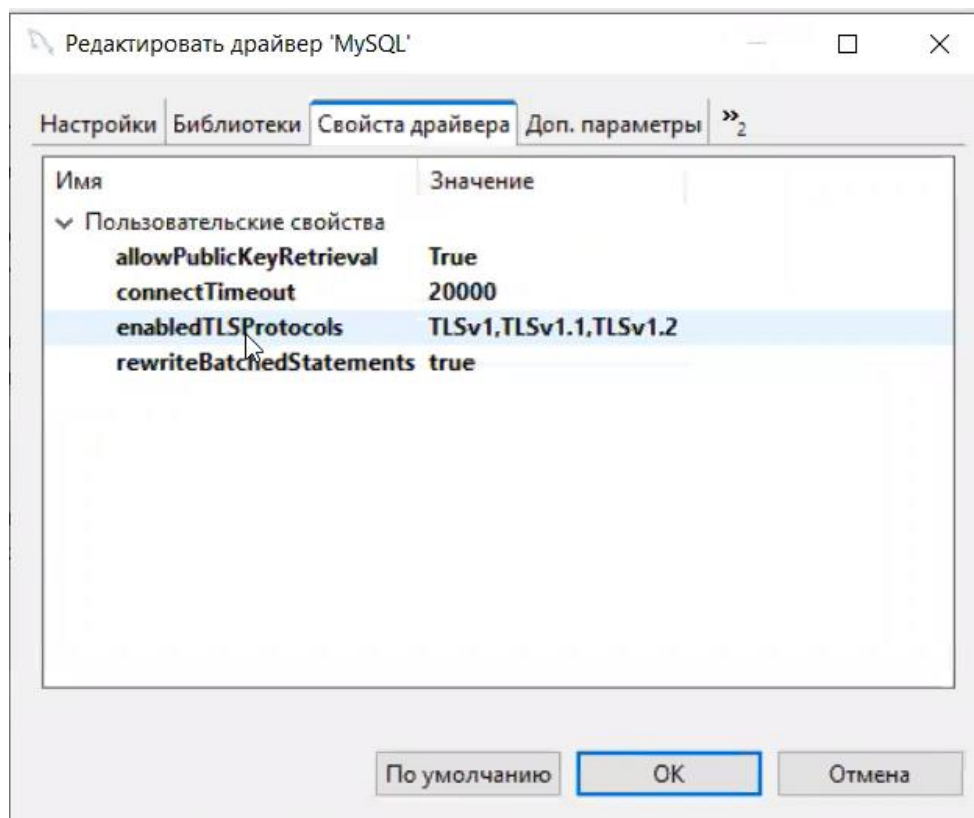 Редактировать драйвер 'MySQL'
Настройки Библиотеки Свойста драйвера Доп. параметры »2
Имя Значение
Пользовательские свойства
allowPublicKeyRetrieval True
connectTimeout 20000
enabledTLSProtocols TLSv1,TLSv1.1,TLSv1.2
rewriteBatchedStatements true
По умолчанию OK Отмена